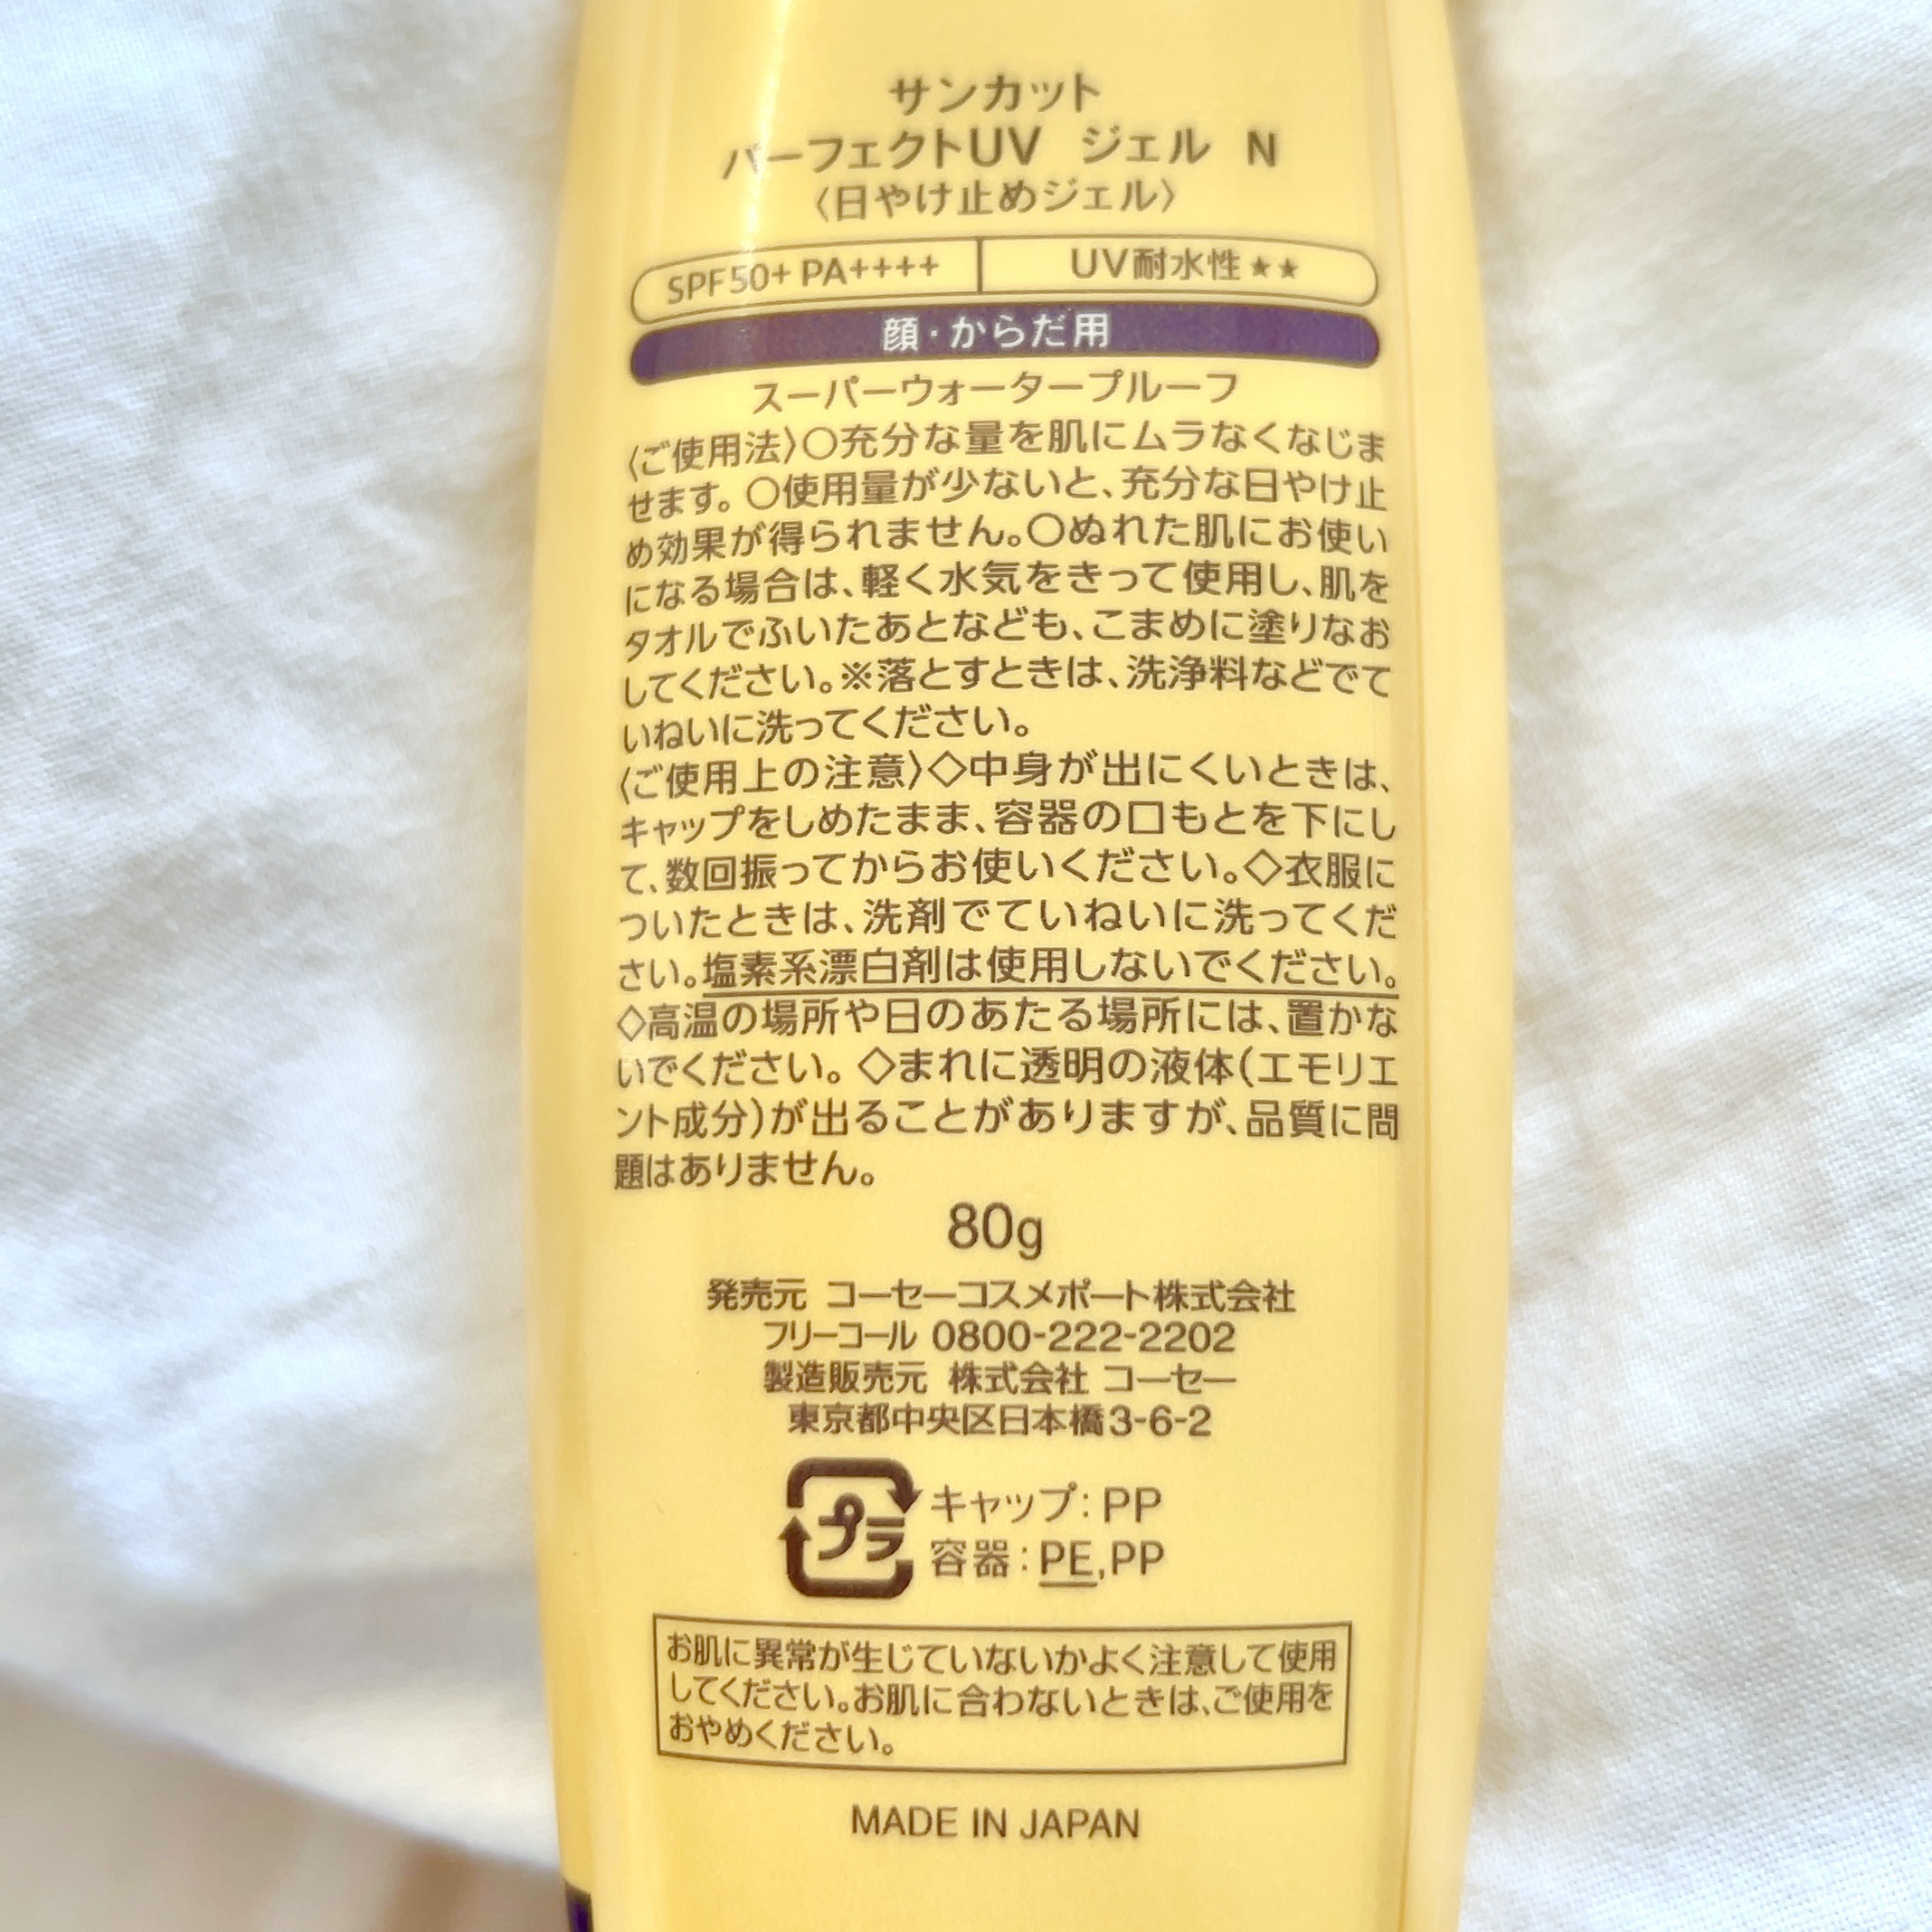 サンカット
パーフェクトUV ジェル N
〈日やけ止めジェル〉
SPF50+ PA++++ UV耐水性★★
顔・からだ用
スーパーウォータープルーフ
〈ご使用法〉○充分な量を肌にムラなくなじま
せます。○使用量が少ないと、充分な日やけ止
め効果が得られません。○ぬれた肌にお使い
になる場合は、軽く水気をきって使用し、肌を
タオルでふいたあとなども、こまめに塗りなお
してください。※落とすときは、洗浄料などでて
いねいに洗ってください。
〈ご使用上の注意〉◇中身が出にくいときは、
キャップをしめたまま、容器の口もとを下にし
て、数回振ってからお使いください。◇衣服に
ついたときは、洗剤でていねいに洗ってくだ
さい。塩素系漂白剤は使用しないでください。
◇高温の場所や日のあたる場所には、置かな
いでください。◇まれに透明の液体(エモリエ
ント成分)が出ることがありますが、品質に問
題はありません。
80g
発売元 コーセーコスメポート株式会社
フリーコール 0800-222-2202
製造販売元 株式会社 コーセー
東京都中央区日本橋3-6-2
プラ キャップ：PP
容器：PE,PP
お肌に異常が生じていないかよく注意して使用
してください。お肌に合わないときは、ご使用を
おやめください。
MADE IN JAPAN